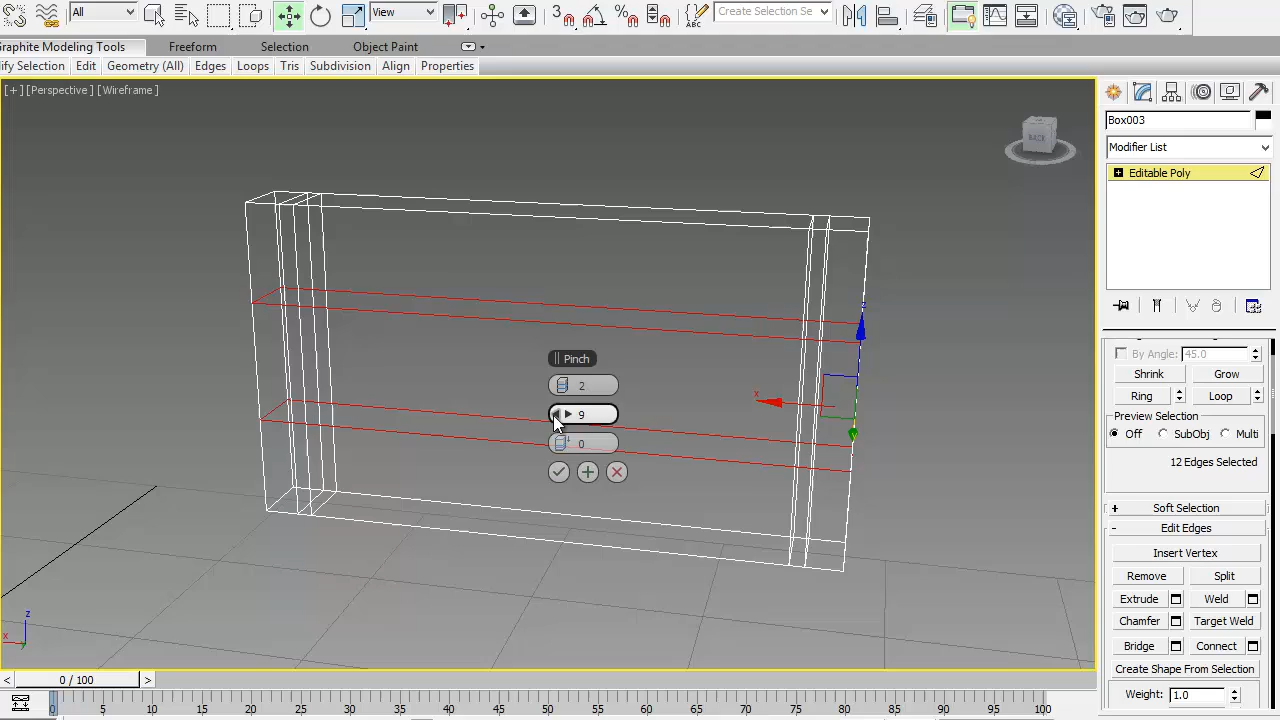 All
View
3
%
ABC
Create Selection Se
Graphite Modeling Tools
Freeform
Selection
Object Paint
ify Selection
Edit
Geometry (All)
Edges
Loops
Tris
Subdivision
Align
Properties
[+] [Perspective] [Wireframe]
BACK
Box003
Modifier List
Editable Poly
By Angle: 45.0
Shrink
Grow
Ring
Loop
Preview Selection
Off
SubObj
Multi
12 Edges Selected
+ Soft Selection
- Edit Edges
Insert Vertex
Remove
Split
Extrude
Weld
Chamfer
Target Weld
Bridge
Connect
Create Shape From Selection
Weight: 1.0
Pinch
2
9
0
z
x
z
x
< 0 / 100 >
0 5 10 15 20 25 30 35 40 45 50 55 60 65 70 75 80 85 90 95 100